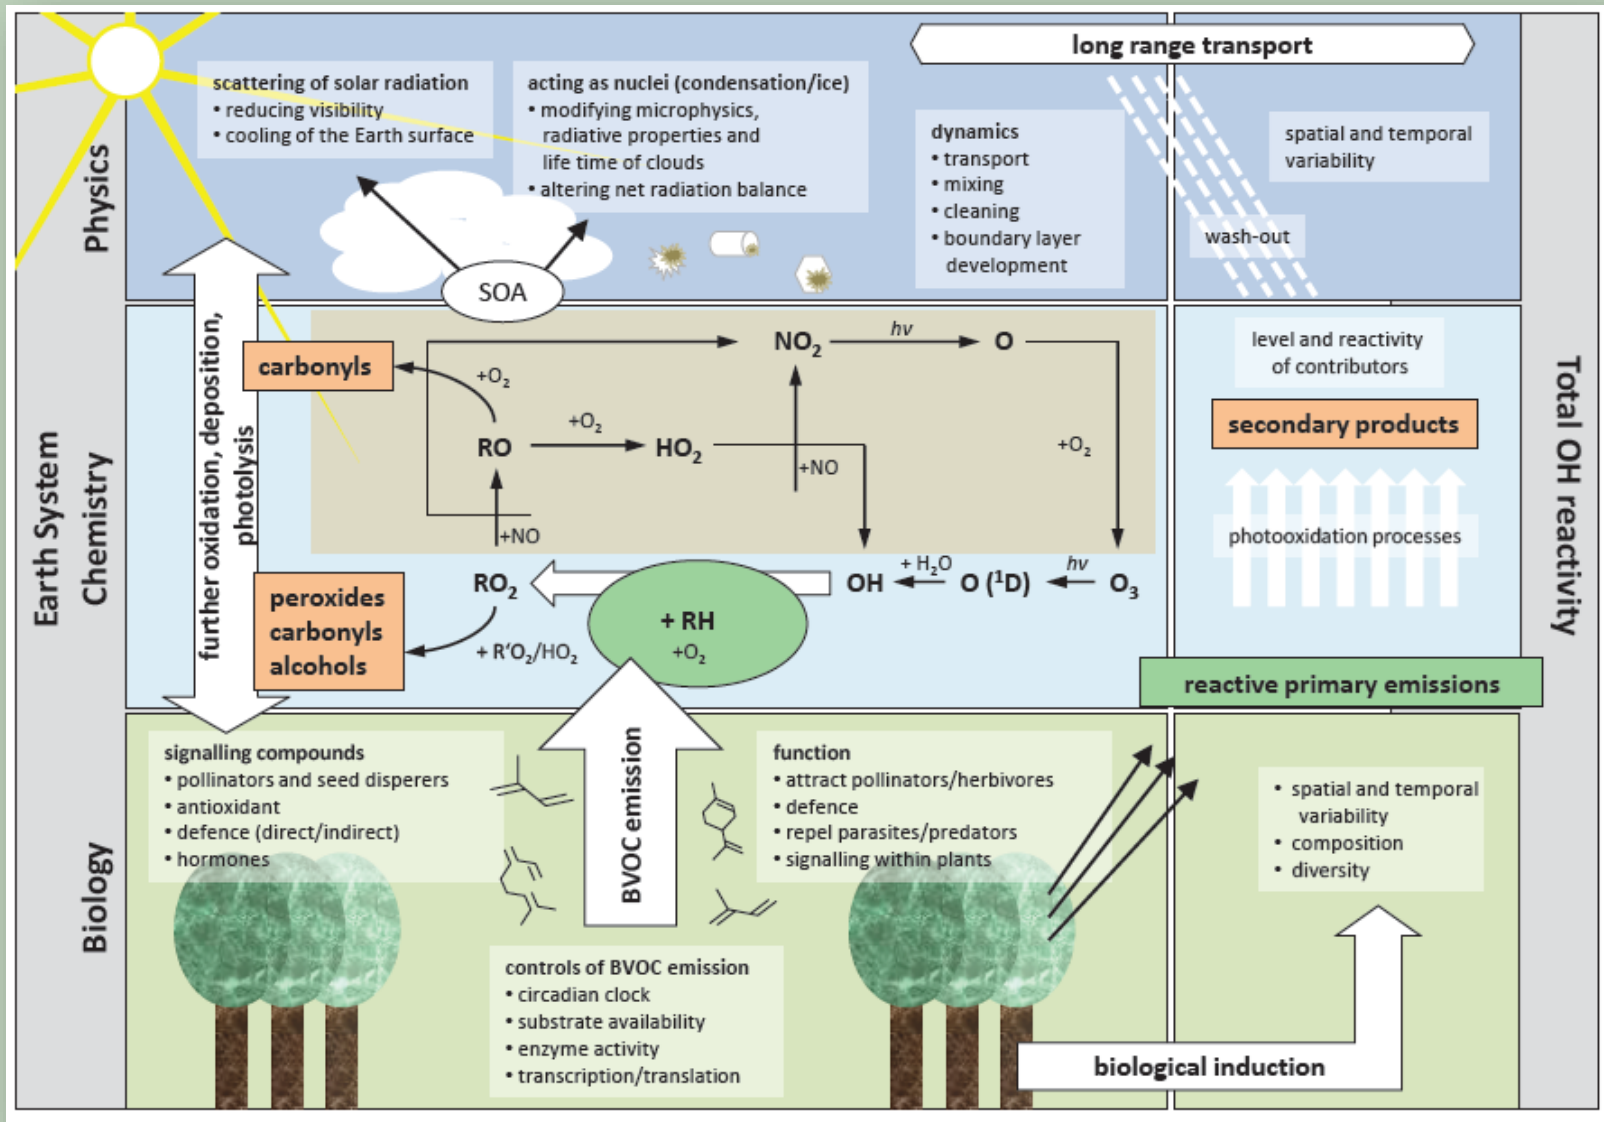 long range transport
scattering of solar radiation
• reducing visibility
• cooling of the Earth surface
acting as nuclei (condensation/ice)
• modifying microphysics,
radiative properties and
life time of clouds
• altering net radiation balance
dynamics
• transport
• mixing
• cleaning
• boundary layer
development
spatial and temporal
variability
wash-out
Physics
SOA
Earth System
Chemistry
further oxidation, deposition,
photolysis
carbonyls
+O₂
NO₂
hv
O
RO
+O₂
HO₂
+NO
+O₂
+NO
RO₂
OH
+ H₂O
O (¹D)
hv
O₃
+ RH
+O₂
+ R'O₂/HO₂
peroxides
carbonyls
alcohols
level and reactivity
of contributors
secondary products
photooxidation processes
Total OH reactivity
reactive primary emissions
Biology
signalling compounds
• pollinators and seed disperers
• antioxidant
• defence (direct/indirect)
• hormones
BVOC emission
function
• attract pollinators/herbivores
• defence
• repel parasites/predators
• signalling within plants
• spatial and temporal
variability
• composition
• diversity
controls of BVOC emission
• circadian clock
• substrate availability
• enzyme activity
• transcription/translation
biological induction